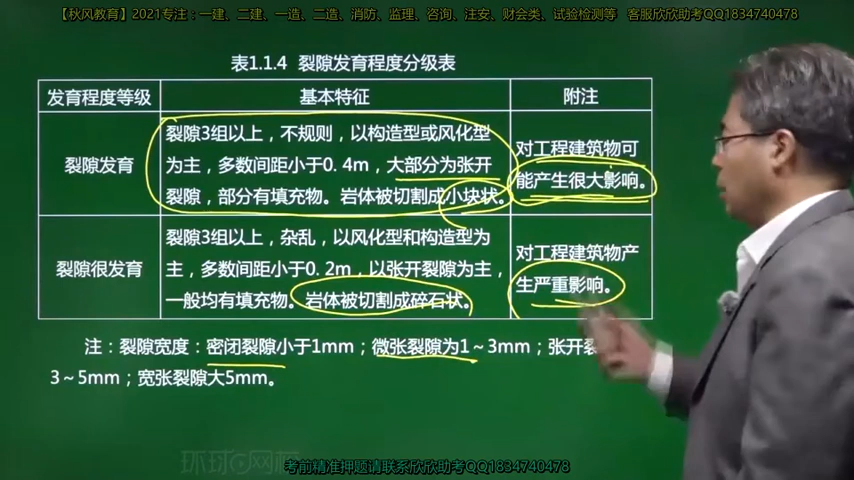 【秋风教育】2021专注：一建、二建、一造、二造、消防、监理、咨询、注安、财会类、试验检测等 客服欣欣助考QQ1834740478
表1.1.4 裂隙发育程度分级表
发育程度等级 基本特征 附注
裂隙发育
裂隙3组以上，不规则，以构造型或风化型
为主，多数间距小于0.4m，大部分为张开
裂隙，部分有填充物。岩体被切割成小块状。
对工程建筑物可
能产生很大影响。
裂隙很发育
裂隙3组以上，杂乱，以风化型和构造型为
主，多数间距小于0.2m，以张开裂隙为主，
一般均有填充物。岩体被切割成碎石状。
对工程建筑物产
生严重影响。
注：裂隙宽度：密闭裂隙小于1mm；微张裂隙为1～3mm；张开裂
3～5mm；宽张裂隙大5mm。
环球网校
考前精准押题请联系欣欣助考QQ1834740478